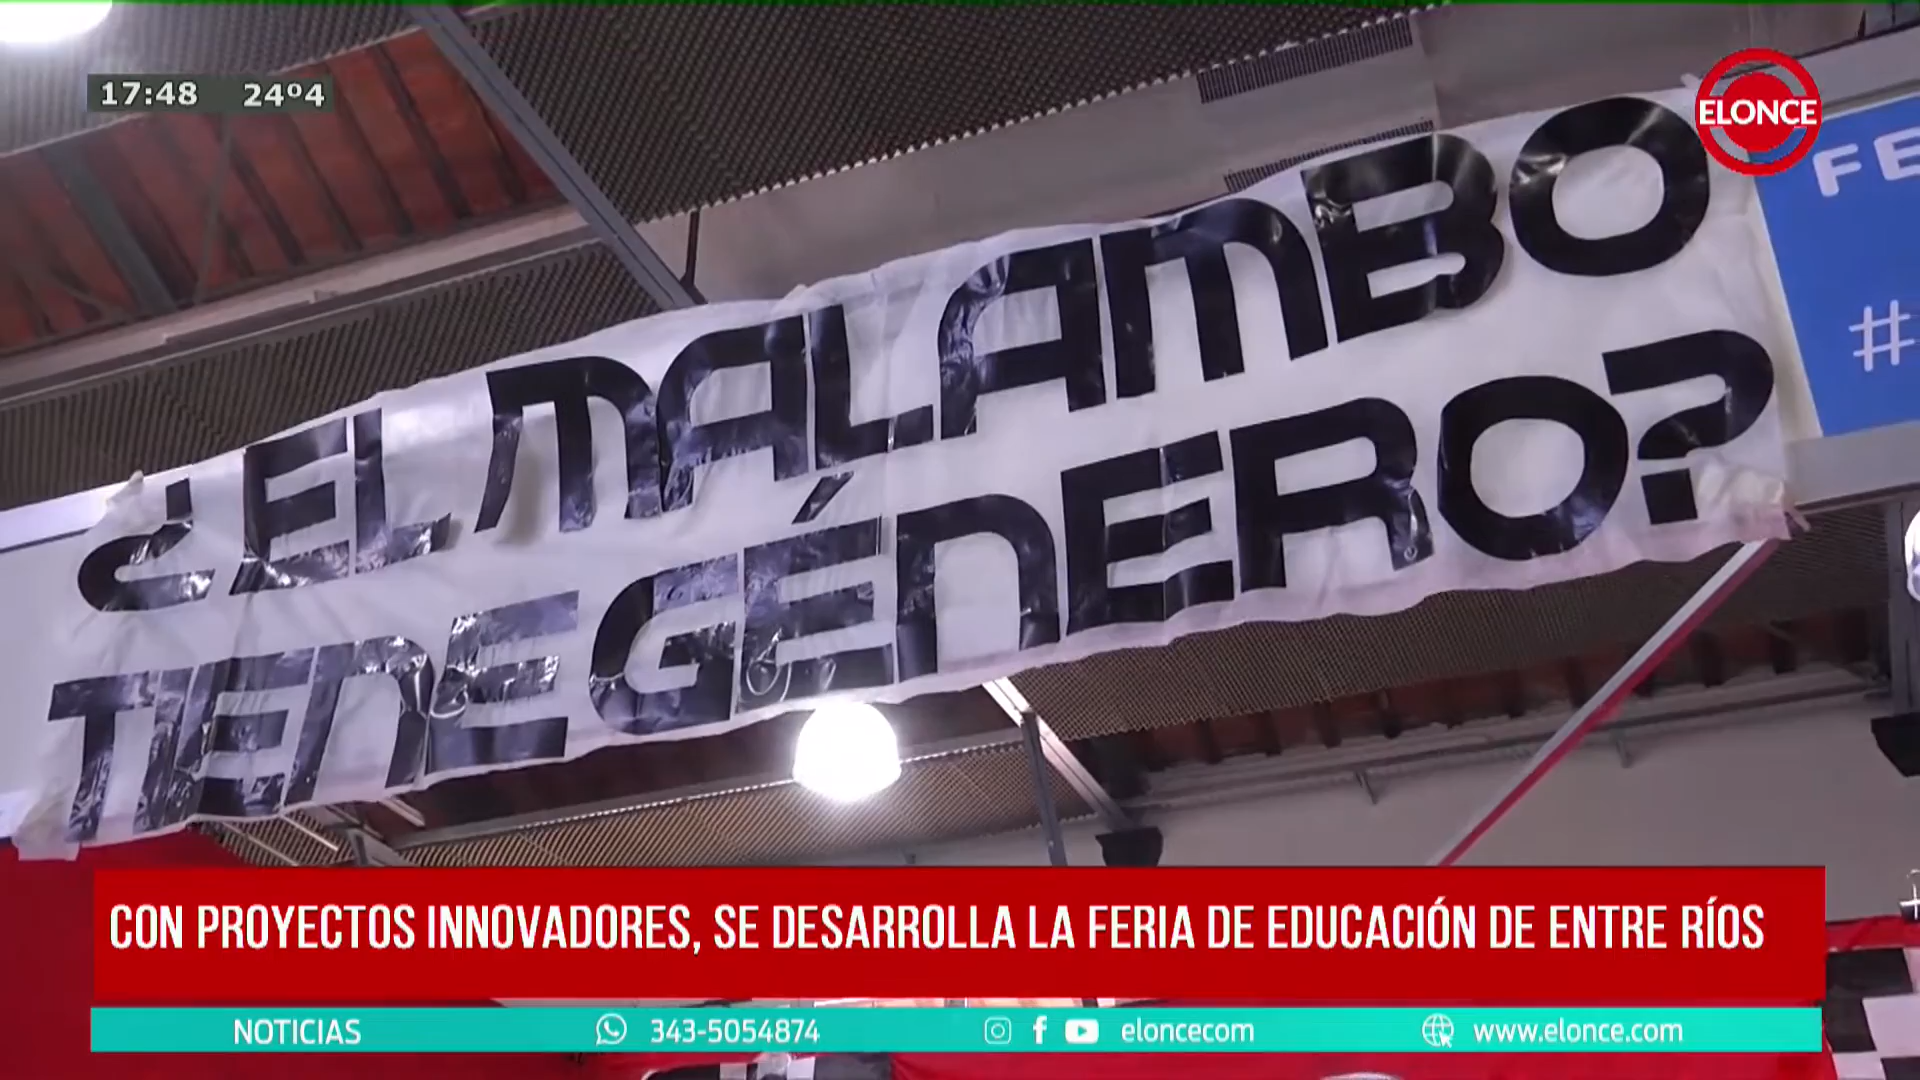 17:48 24º4
ELONCE
FE
#
¿EL MALAMBO
TIENE GÉNERO?
CON PROYECTOS INNOVADORES, SE DESARROLLA LA FERIA DE EDUCACIÓN DE ENTRE RÍOS
NOTICIAS 343-5054874 eloncecom www.elonce.com